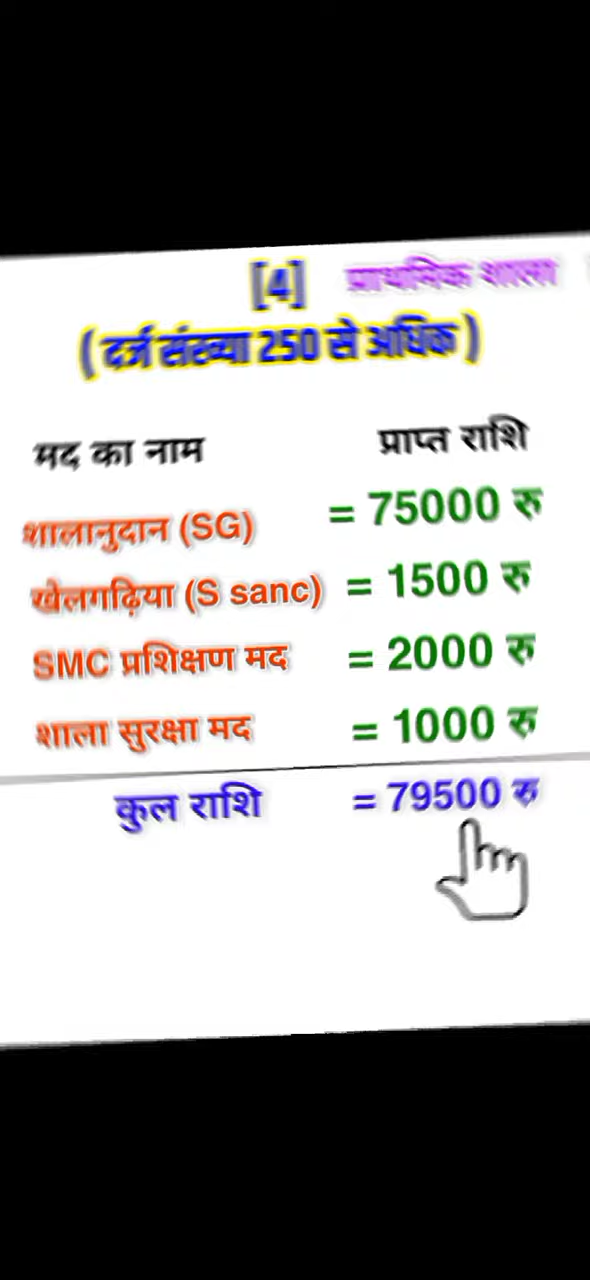 [4] प्राथमिक शाला
( दर्ज संख्या 250 से अधिक )
मद का नाम प्राप्त राशि
शालानुदान (SG) = 75000 रु
खेलगढ़िया (S sanc) = 1500 रु
SMC प्रशिक्षण मद = 2000 रु
शाला सुरक्षा मद = 1000 रु
कुल राशि = 79500 रु